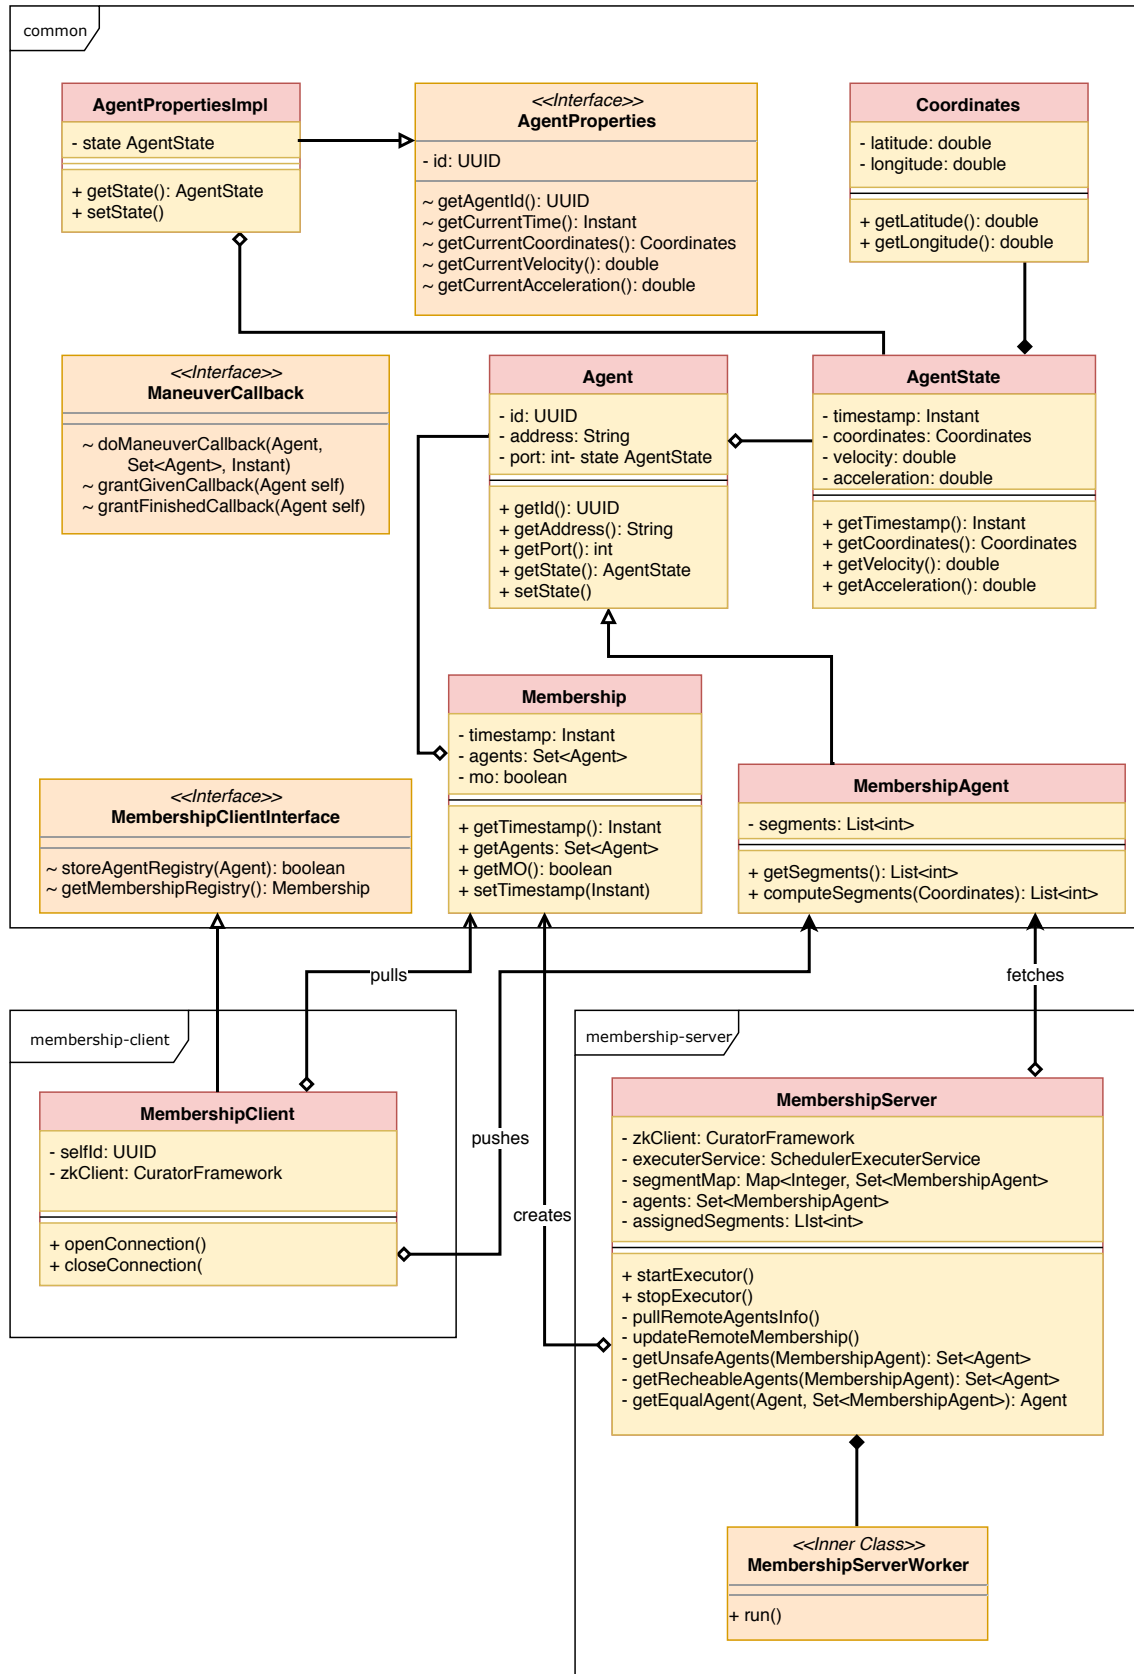 common
AgentPropertiesImpl
- state AgentState
+ getState(): AgentState
+ setState()
<<Interface>>
AgentProperties
- id: UUID
~ getAgentId(): UUID
~ getCurrentTime(): Instant
~ getCurrentCoordinates(): Coordinates
~ getCurrentVelocity(): double
~ getCurrentAcceleration(): double
Coordinates
- latitude: double
- longitude: double
+ getLatitude(): double
+ getLongitude(): double
<<Interface>>
ManeuverCallback
~ doManeuverCallback(Agent,
Set<Agent>, Instant)
~ grantGivenCallback(Agent self)
~ grantFinishedCallback(Agent self)
Agent
- id: UUID
- address: String
- port: int- state AgentState
+ getId(): UUID
+ getAddress(): String
+ getPort(): int
+ getState(): AgentState
+ setState()
AgentState
- timestamp: Instant
- coordinates: Coordinates
- velocity: double
- acceleration: double
+ getTimestamp(): Instant
+ getCoordinates(): Coordinates
+ getVelocity(): double
+ getAcceleration(): double
Membership
- timestamp: Instant
- agents: Set<Agent>
- mo: boolean
+ getTimestamp(): Instant
+ getAgents: Set<Agent>
+ getMO(): boolean
+ setTimestamp(Instant)
<<Interface>>
MembershipClientInterface
~ storeAgentRegistry(Agent): boolean
~ getMembershipRegistry(): Membership
MembershipAgent
- segments: List<int>
+ getSegments(): List<int>
+ computeSegments(Coordinates): List<int>
pulls
fetches
pushes
creates
membership-client
MembershipClient
- selfId: UUID
- zkClient: CuratorFramework
+ openConnection()
+ closeConnection(
membership-server
MembershipServer
- zkClient: CuratorFramework
- executerService: SchedulerExecuterService
- segmentMap: Map<Integer, Set<MembershipAgent>
- agents: Set<MembershipAgent>
- assignedSegments: LIst<int>
+ startExecutor()
+ stopExecutor()
- pullRemoteAgentsInfo()
- updateRemoteMembership()
- getUnsafeAgents(MembershipAgent): Set<Agent>
- getRecheableAgents(MembershipAgent): Set<Agent>
- getEqualAgent(Agent, Set<MembershipAgent>): Agent
<<Inner Class>>
MembershipServerWorker
+ run()